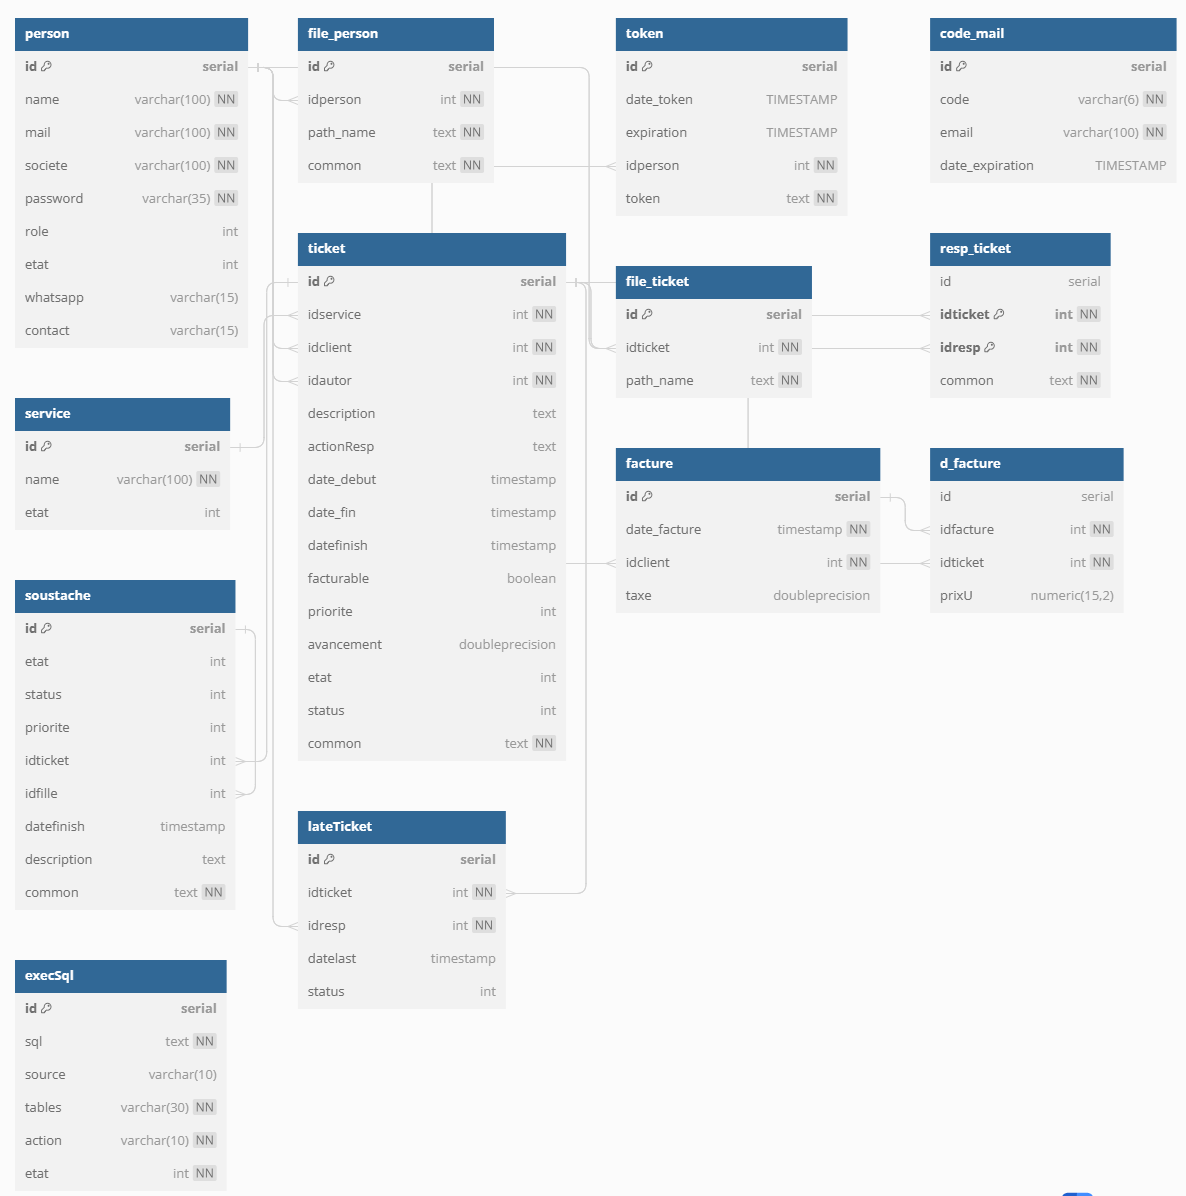 person
id serial
name varchar(100) NN
mail varchar(100) NN
societe varchar(100) NN
password varchar(35) NN
role int
etat int
whatsapp varchar(15)
contact varchar(15)
file_person
id serial
idperson int NN
path_name text NN
common text NN
token
id serial
date_token TIMESTAMP
expiration TIMESTAMP
idperson int NN
token text NN
code_mail
id serial
code varchar(6) NN
email varchar(100) NN
date_expiration TIMESTAMP
ticket
id serial
idservice int NN
idclient int NN
idautor int NN
description text
actionResp text
date_debut timestamp
date_fin timestamp
datefinish timestamp
facturable boolean
priorite int
avancement doubleprecision
etat int
status int
common text NN
file_ticket
id serial
idticket int NN
path_name text NN
resp_ticket
id serial
idticket int NN
idresp int NN
common text NN
service
id serial
name varchar(100) NN
etat int
facture
id serial
date_facture timestamp NN
idclient int NN
taxe doubleprecision
d_facture
id serial
idfacture int NN
idticket int NN
prixU numeric(15,2)
soustache
id serial
etat int
status int
priorite int
idticket int
idfille int
datefinish timestamp
description text
common text NN
lateTicket
id serial
idticket int NN
idresp int NN
datelast timestamp
status int
execSql
id serial
sql text NN
source varchar(10)
tables varchar(30) NN
action varchar(10) NN
etat int NN